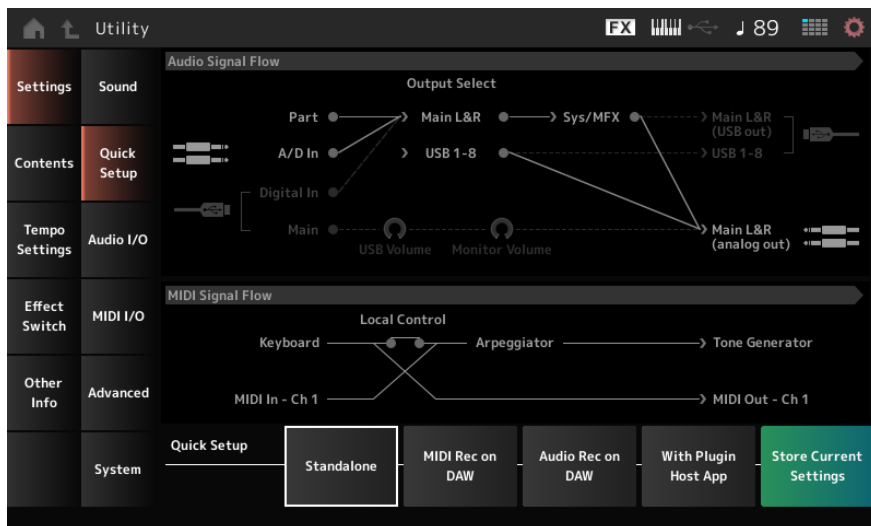 Utility
FX
♩ 89
Settings
Sound
Contents
Quick
Setup
Tempo
Settings
Audio I/O
Effect
Switch
MIDI I/O
Other
Info
Advanced
System
Audio Signal Flow
Output Select
Part
Main L&R
Sys/MFX
Main L&R
(USB out)
A/D In
USB 1-8
USB 1-8
Digital In
Main
USB Volume
Monitor Volume
Main L&R
(analog out)
MIDI Signal Flow
Local Control
Keyboard
Arpeggiator
Tone Generator
MIDI In - Ch 1
MIDI Out - Ch 1
Quick Setup
Standalone
MIDI Rec on
DAW
Audio Rec on
DAW
With Plugin
Host App
Store Current
Settings